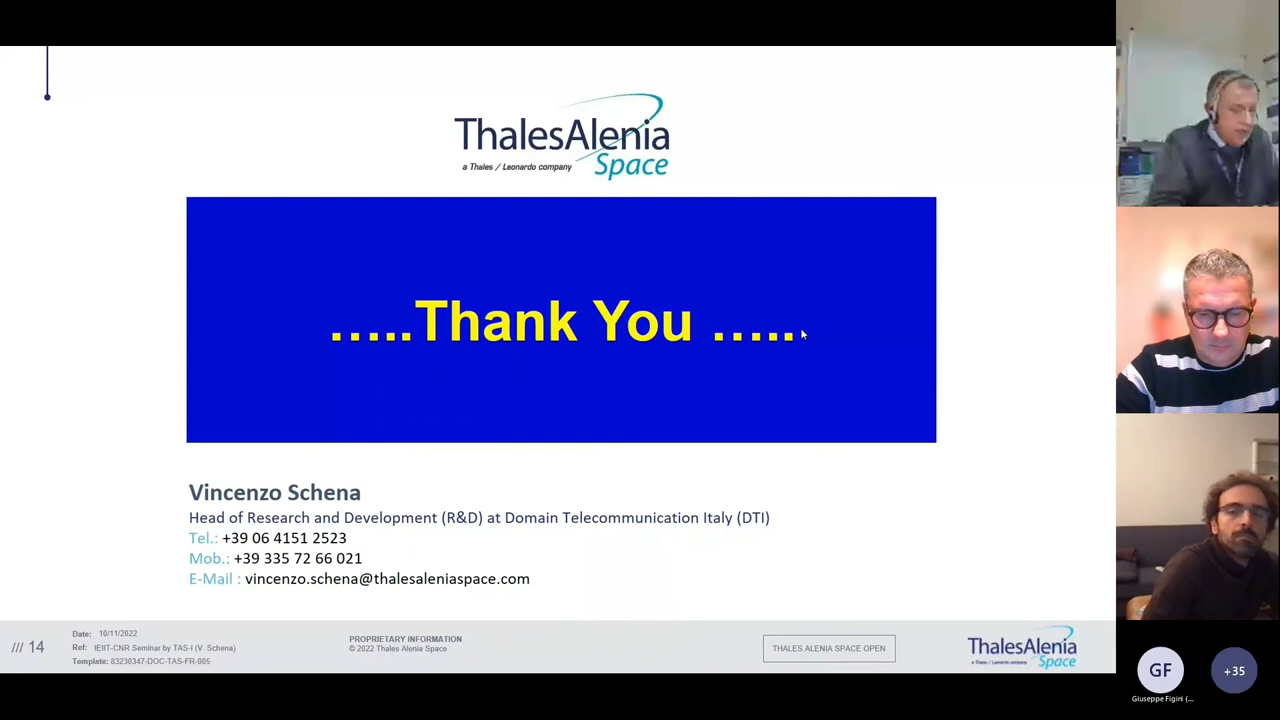 ThalesAlenia
a Thales / Leonardo company
Space
.....Thank You .....
Vincenzo Schena
Head of Research and Development (R&D) at Domain Telecommunication Italy (DTI)
Tel.: +39 06 4151 2523
Mob.: +39 335 72 66 021
E-Mail : vincenzo.schena@thalesaleniaspace.com
/// 14
Date: 10/11/2022
Ref: IEIIT-CNR Seminar by TAS-I (V. Schena)
Template: 83230347-DOC-TAS-FR-005
PROPRIETARY INFORMATION
© 2022 Thales Alenia Space
THALES ALENIA SPACE OPEN
ThalesAlenia
a Thales / Leonardo company
Space
GF
Giuseppe Figini (...
+35